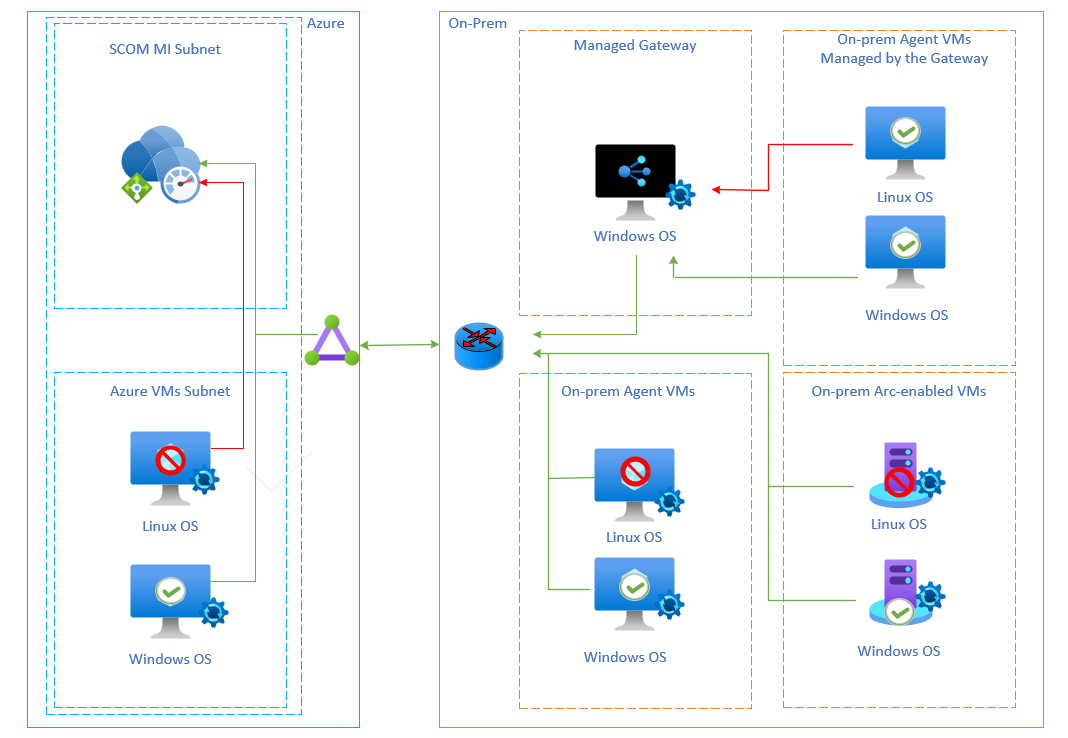 Azure
SCOM MI Subnet
Azure VMs Subnet
Linux OS
Windows OS
On-Prem
Managed Gateway
Windows OS
On-prem Agent VMs
Managed by the Gateway
Linux OS
Windows OS
On-prem Agent VMs
Linux OS
Windows OS
On-prem Arc-enabled VMs
Linux OS
Windows OS